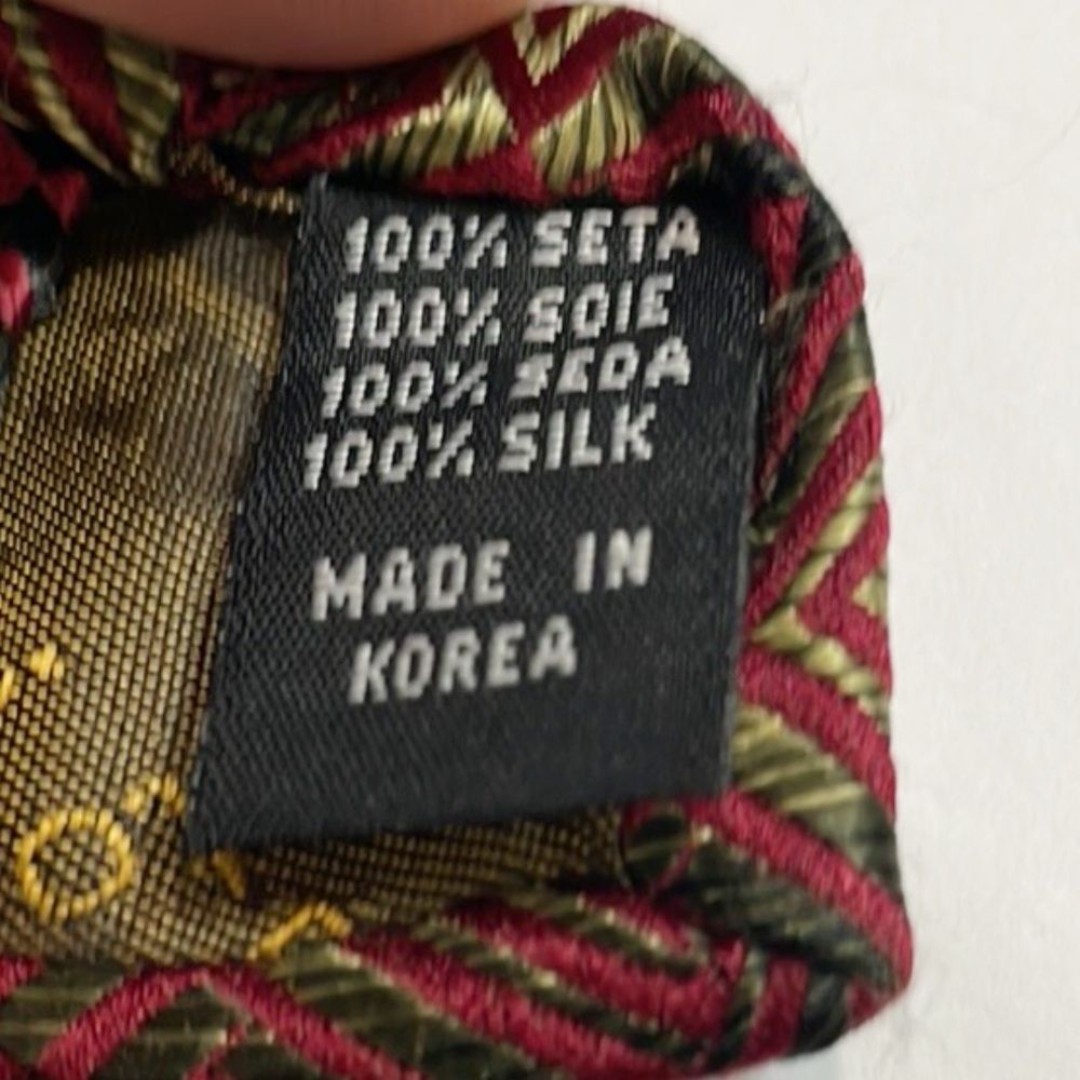 100% SETA
100% SOIE
100% SEDA
100% SILK
MADE IN
KOREA